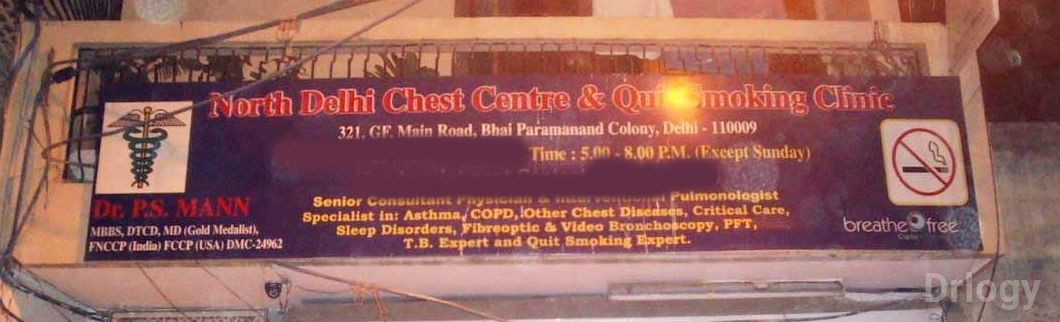 North Delhi Chest Centre & Quit Smoking Clinic
321, GF, Main Road, Bhai Paramanand Colony, Delhi - 110009
Time : 5.00 - 8.00 P.M. (Except Sunday)
Dr. P.S. MANN
MBBS, DTCD, MD (Gold Medalist),
FNCCP (India) FCCP (USA) DMC-24962
Senior Consultant Pulmonologist
Specialist in: Asthma, COPD, Other Chest Diseases, Critical Care,
Sleep Disorders, Fibreoptic & Video Bronchoscopy, PFT,
T.B. Expert and Quit Smoking Expert.
breathe free
Drlogy